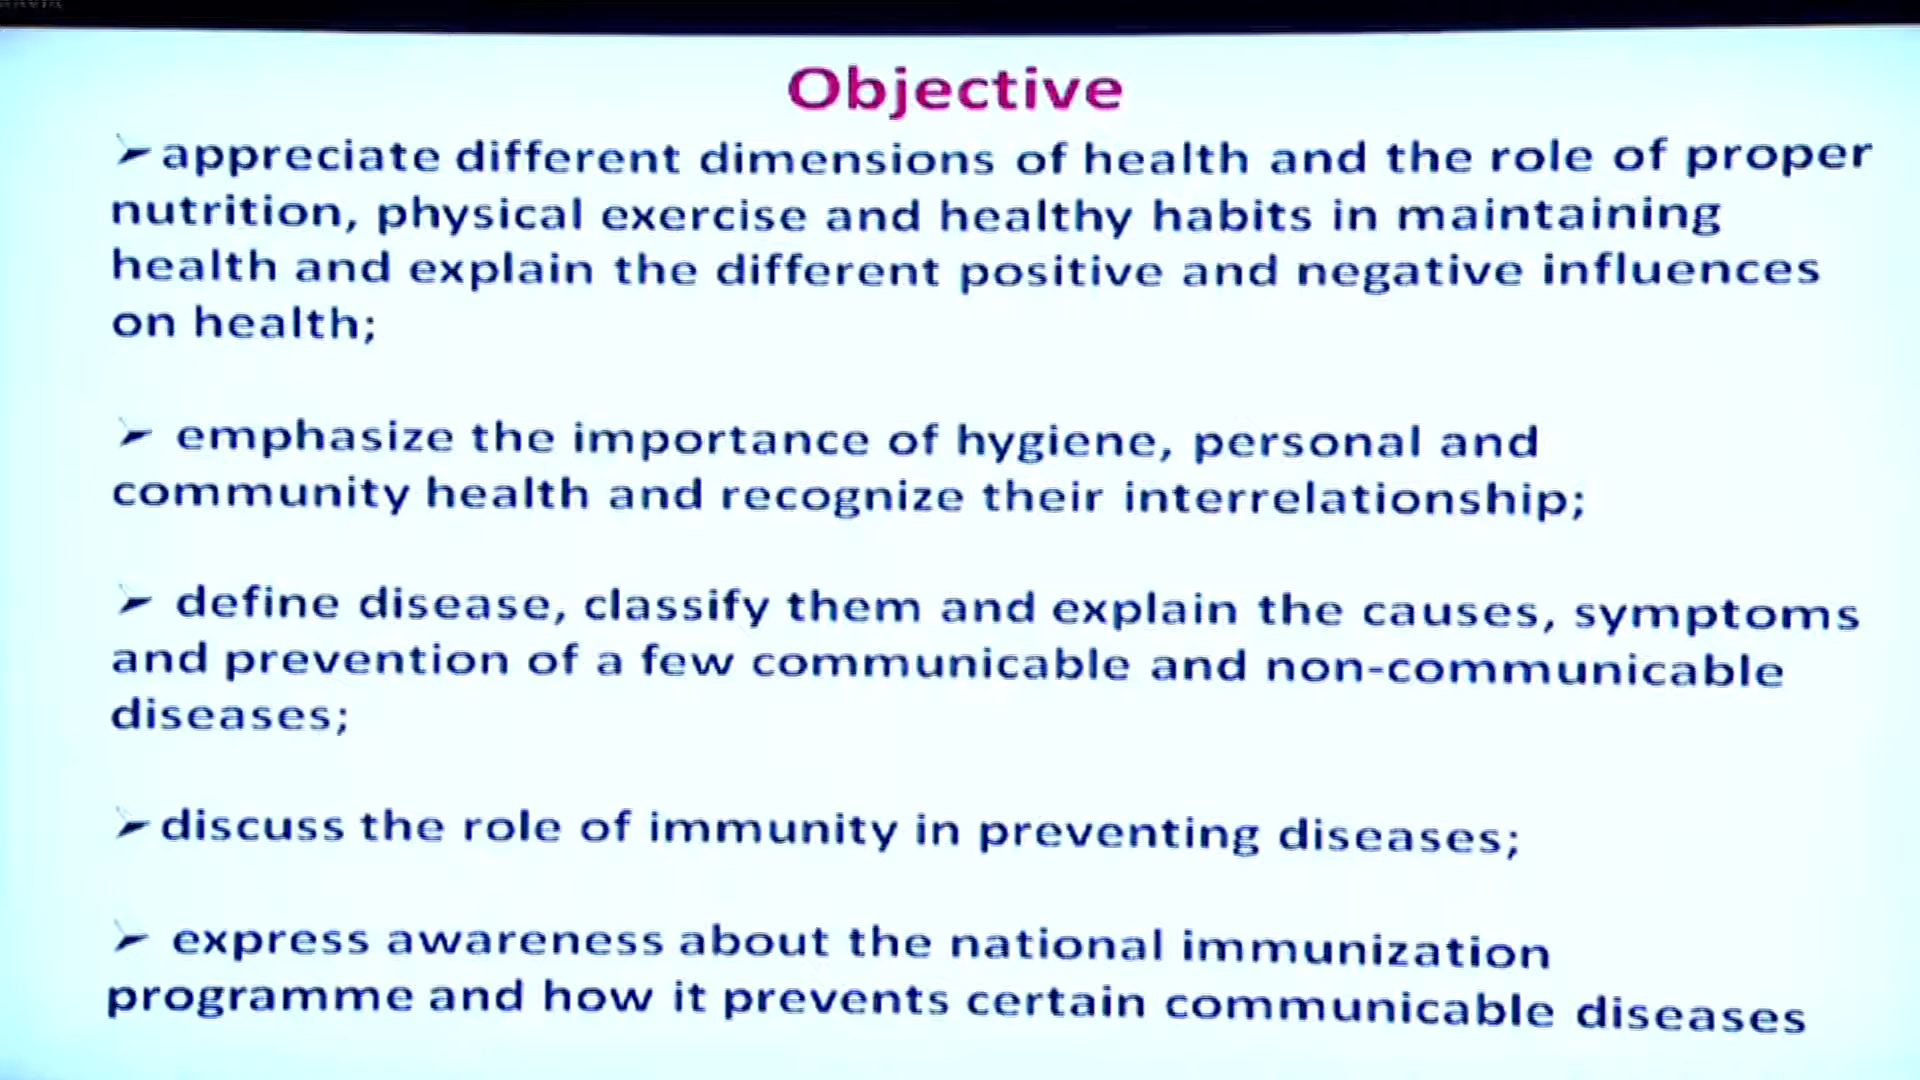 Objective
➢appreciate different dimensions of health and the role of proper
nutrition, physical exercise and healthy habits in maintaining
health and explain the different positive and negative influences
on health;
➢ emphasize the importance of hygiene, personal and
community health and recognize their interrelationship;
➢ define disease, classify them and explain the causes, symptoms
and prevention of a few communicable and non-communicable
diseases;
➢discuss the role of immunity in preventing diseases;
➢ express awareness about the national immunization
programme and how it prevents certain communicable diseases